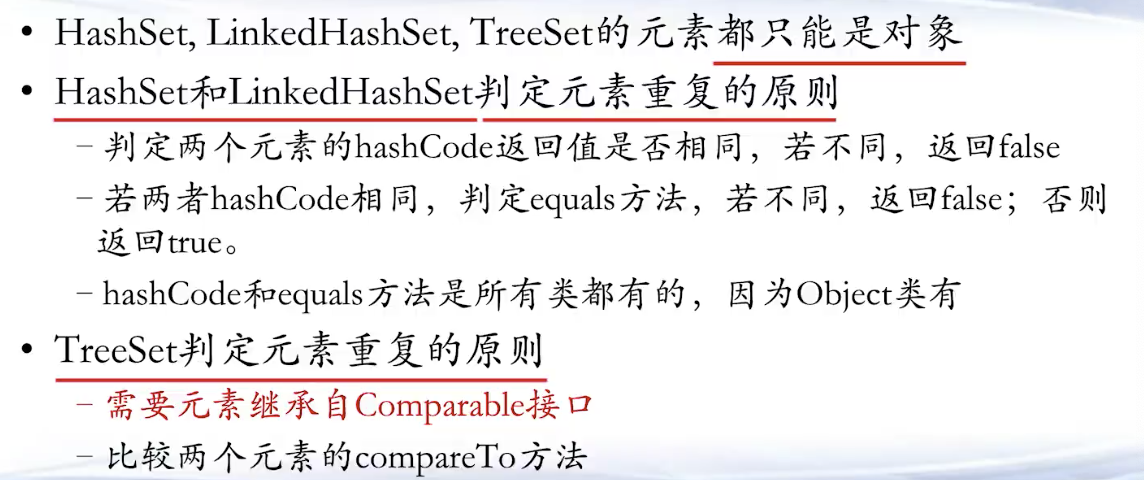 • HashSet, LinkedHashSet, TreeSet的元素都只能是对象
• HashSet和LinkedHashSet判定元素重复的原则
– 判定两个元素的hashCode返回值是否相同，若不同，返回false
– 若两者hashCode相同，判定equals方法，若不同，返回false；否则
返回true。
– hashCode和equals方法是所有类都有的，因为Object类有
• TreeSet判定元素重复的原则
– 需要元素继承自Comparable接口
– 比较两个元素的compareTo方法